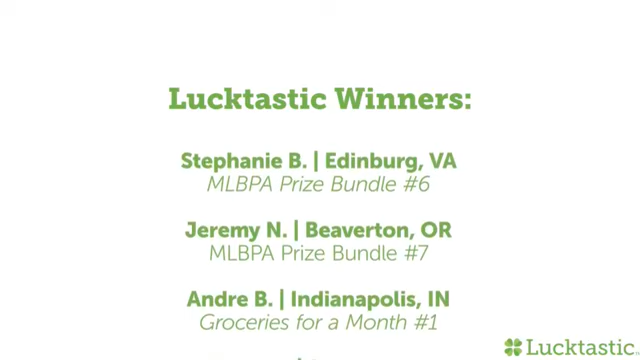 Lucktastic Winners:
Stephanie B. | Edinburg, VA
MLBPA Prize Bundle #6
Jeremy N. | Beaverton, OR
MLBPA Prize Bundle #7
Andre B. | Indianapolis, IN
Groceries for a Month #1
Lucktastic